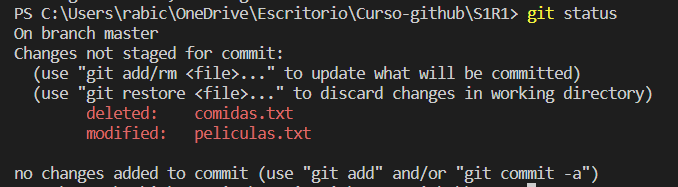 PS C:\Users\rabic\OneDrive\Escritorio\Curso-github\S1R1> git status
On branch master
Changes not staged for commit:
  (use "git add/rm <file>..." to update what will be committed)
  (use "git restore <file>..." to discard changes in working directory)
        deleted:    comidas.txt
        modified:   peliculas.txt
no changes added to commit (use "git add" and/or "git commit -a")